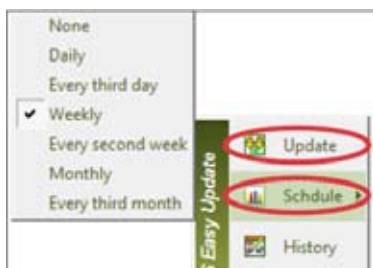 None
Daily
Every third day
Weekly
Every second week
Monthly
Every third month
Update
Schdule
History
Easy Update